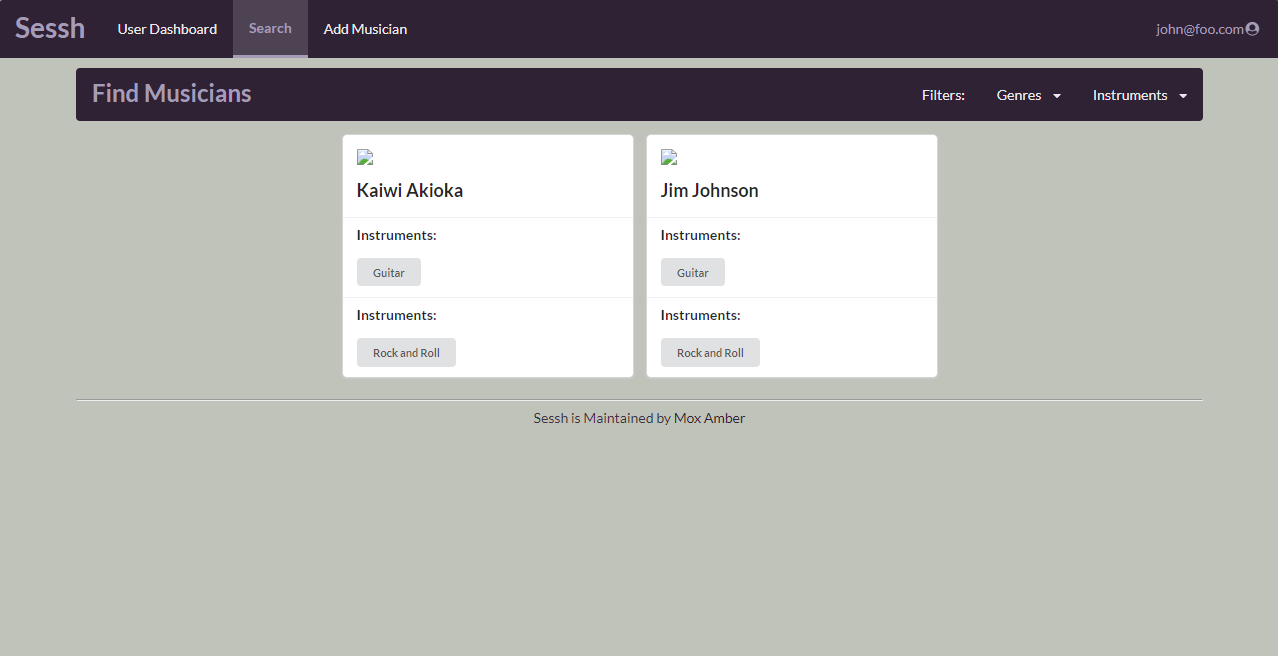 Sessh User Dashboard Search Add Musician john@foo.com
Find Musicians Filters: Genres Instruments
Kaiwi Akioka
Instruments:
Guitar
Instruments:
Rock and Roll
Jim Johnson
Instruments:
Guitar
Instruments:
Rock and Roll
Sessh is Maintained by Mox Amber